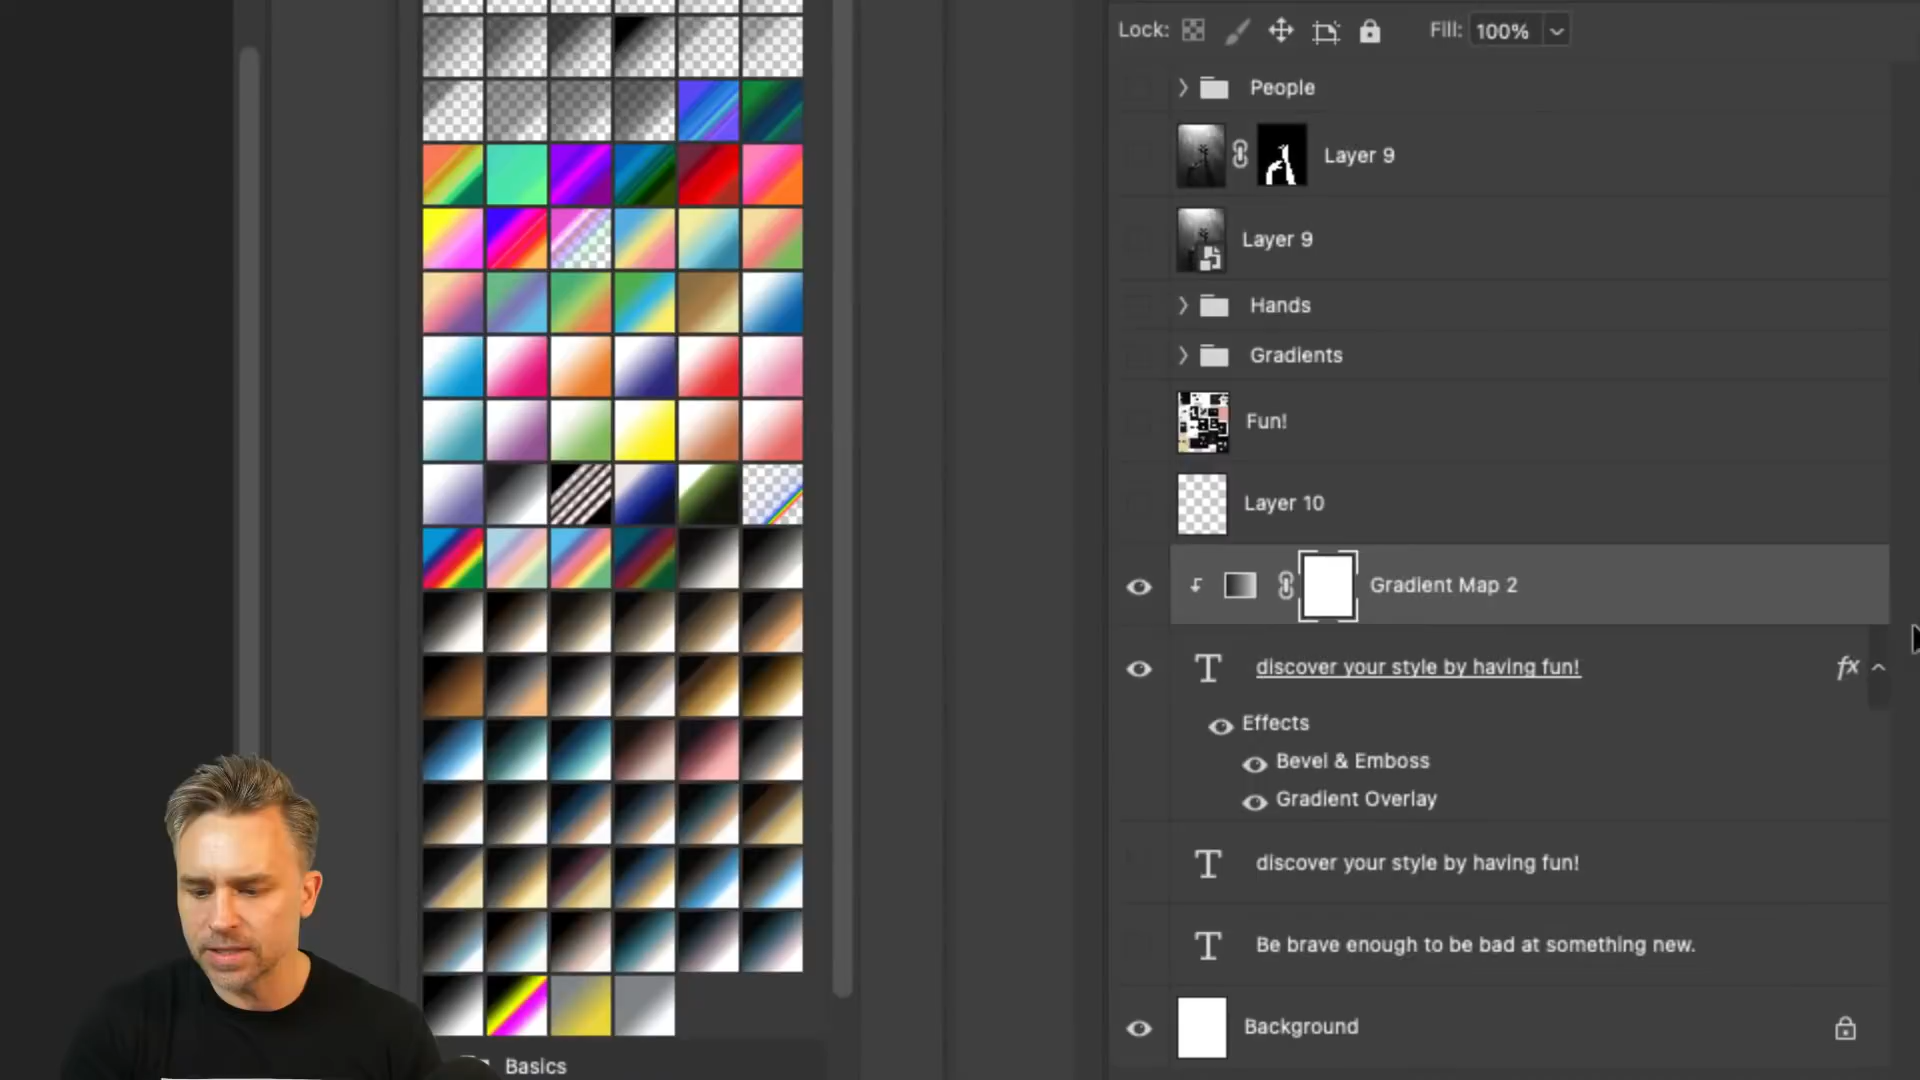 Lock:
Fill: 100%
People
Layer 9
Layer 9
Hands
Gradients
Fun!
Layer 10
Gradient Map 2
T discover your style by having fun! fx
Effects
Bevel & Emboss
Gradient Overlay
T discover your style by having fun!
T Be brave enough to be bad at something new.
Background
Basics